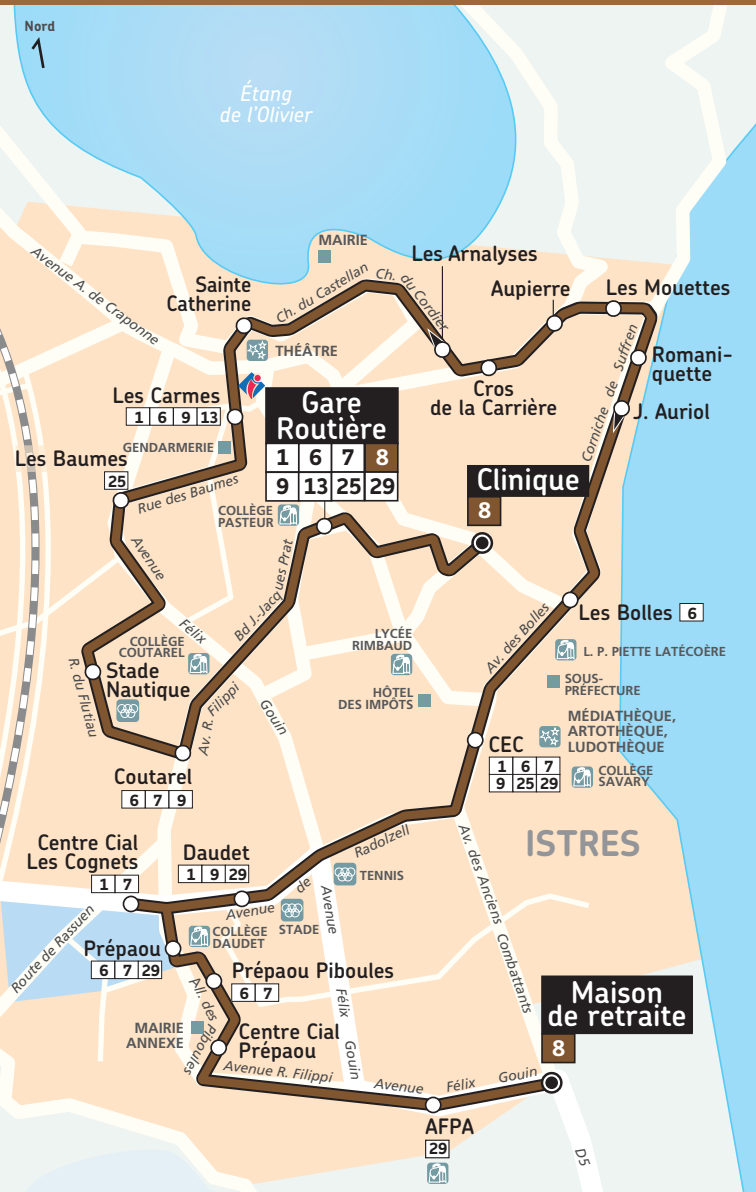 Nord
Étang
de l'Olivier
MAIRIE
Avenue A. de Craponne
Sainte
Catherine
Ch. du Castellan
Ch. du Cordier
Les Arnalyses
Aupierre
Les Mouettes
THÉÂTRE
Romani-
quette
Cros
de la Carrière
J. Auriol
Corniche de Suffren
Les Carmes
1 6 9 13
GENDARMERIE
Gare
Routière
1 6 7 8
9 13 25 29
Les Baumes
25
Rue des Baumes
COLLÈGE
PASTEUR
Clinique
8
Avenue
Félix
Gouin
Bd J.-Jacques Prat
Les Bolles 6
Av. des Bolles
LYCÉE
RIMBAUD
COLLÈGE
COUTAREL
L. P. PIETTE LATÉCOÈRE
Stade
Nautique
R. du Flutiau
Av. R. Filippi
HÔTEL
DES IMPÔTS
SOUS-
PRÉFECTURE
MÉDIATHÈQUE,
ARTOTHÈQUE,
LUDOTHÈQUE
CEC
1 6 7
9 25 29
COLLÈGE
SAVARY
Coutarel
6 7 9
ISTRES
Centre Cial
Les Cognets
1 7
Daudet
1 9 29
Avenue de Radolzell
TENNIS
STADE
Av. des Anciens Combattants
Route de Rassuen
COLLÈGE
DAUDET
Prépaou
6 7 29
Avenue Félix Gouin
Prépaou Piboules
6 7
All. des Piboules
MAIRIE
ANNEXE
Centre Cial
Prépaou
Maison
de retraite
8
Avenue R. Filippi
Avenue Félix Gouin
AFPA
29
D5